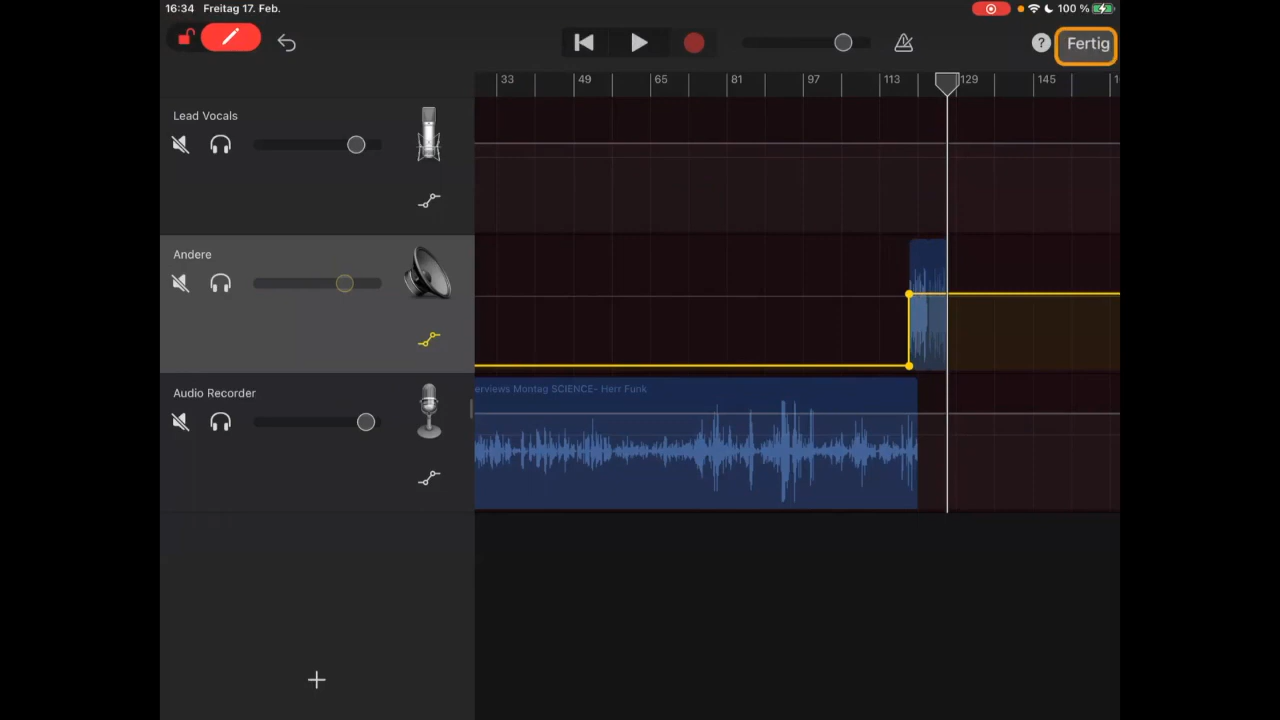 16:34 Freitag 17. Feb.
100 %
? Fertig
33 49 65 81 97 113 129 145
Lead Vocals
Andere
Audio Recorder
erviews Montag SCIENCE- Herr Funk